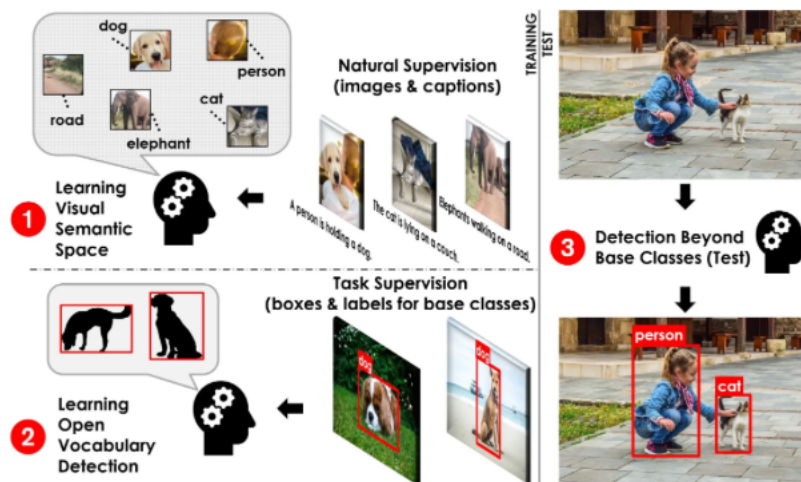 dog
person
road
cat
elephant
Natural Supervision
(images & captions)
A person is holding a dog.
The cat is lying on a couch.
Elephants walking on a road.
1
Learning
Visual
Semantic
Space
Task Supervision
(boxes & labels for base classes)
dog
dog
2
Learning
Open
Vocabulary
Detection
TRAINING
TEST
3
Detection Beyond
Base Classes (Test)
person
cat